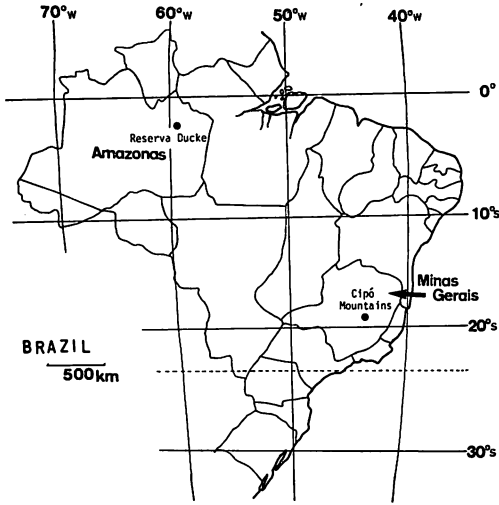 70°W
60°W
50°W
40°W
0°
Reserva Ducke
Amazonas
10°S
Minas
Gerais
Cipó
Mountains
20°S
BRAZIL
500km
30°S